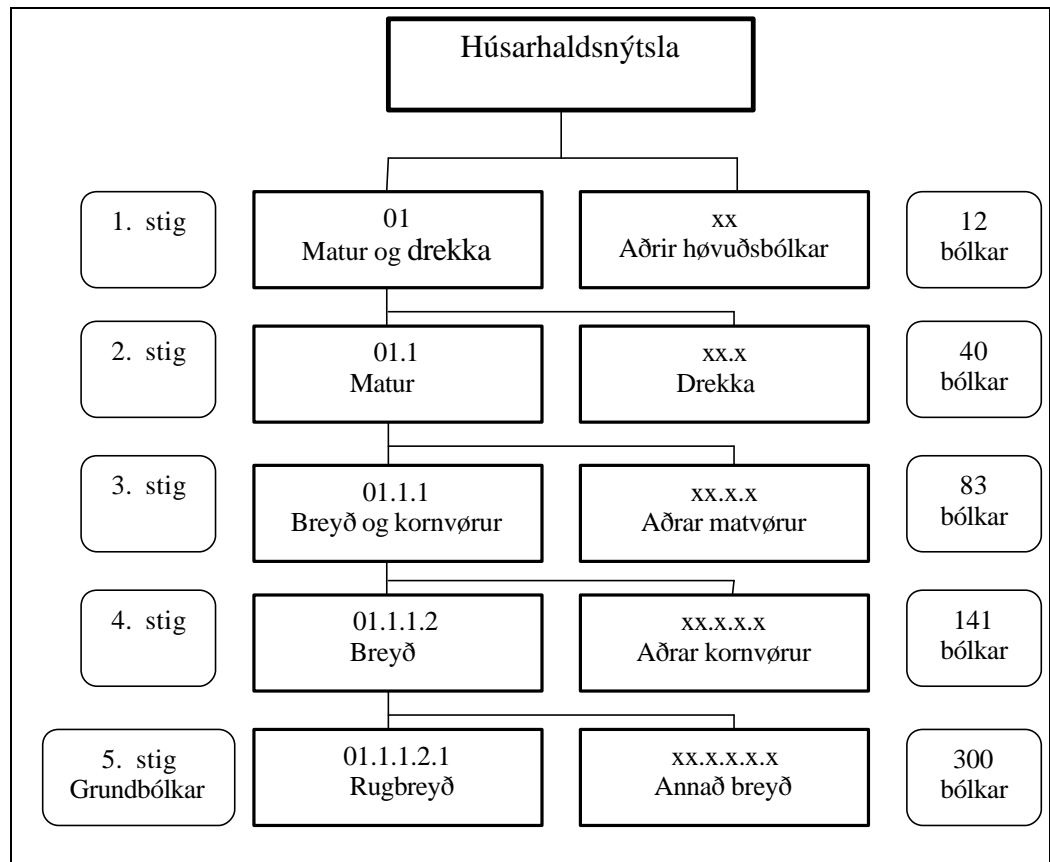 Húsarhaldsnýtsla
1. stig
01
Matur og drekka
xx
Aðrir høvuðsbólkar
12
bólkar
2. stig
01.1
Matur
xx.x
Drekka
40
bólkar
3. stig
01.1.1
Breyð og kornvørur
xx.x.x
Aðrar matvørur
83
bólkar
4. stig
01.1.1.2
Breyð
xx.x.x.x
Aðrar kornvørur
141
bólkar
5. stig
Grundbólkar
01.1.1.2.1
Rugbreyð
xx.x.x.x.x
Annað breyð
300
bólkar